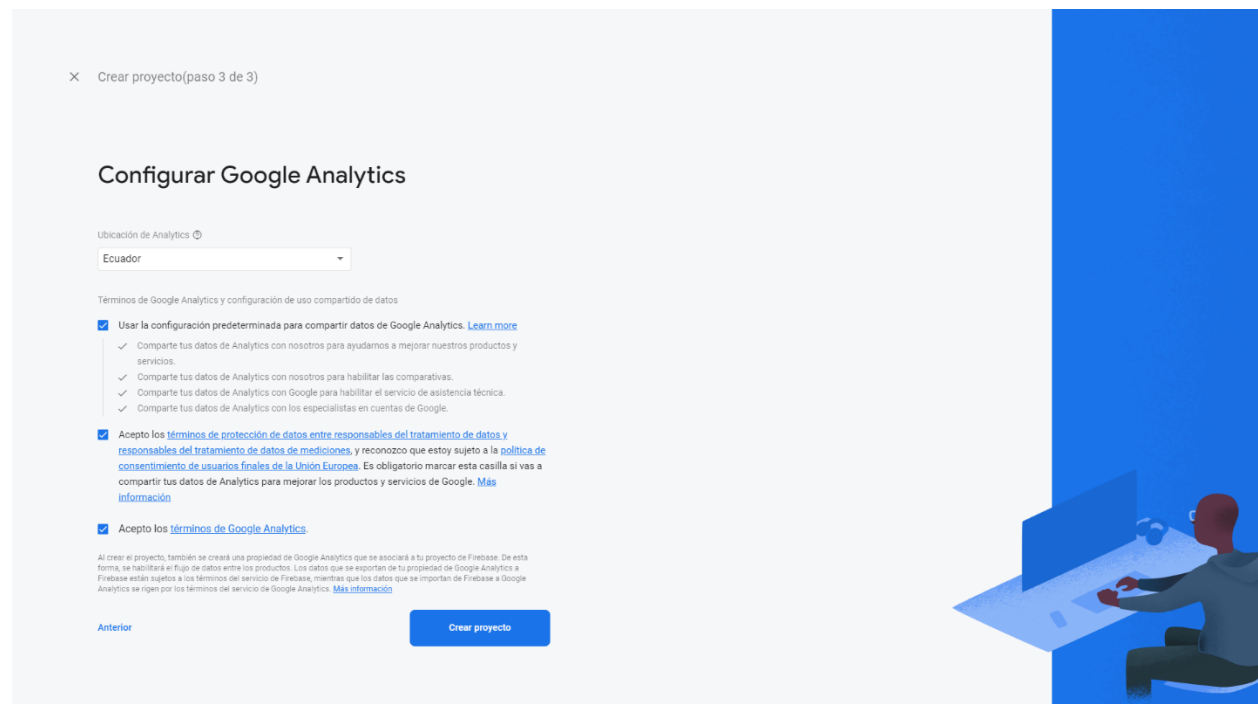 Crear proyecto(paso 3 de 3)
Configurar Google Analytics
Ubicación de Analytics
Ecuador
Términos de Google Analytics y configuración de uso compartido de datos
Usar la configuración predeterminada para compartir datos de Google Analytics. Learn more
Comparte tus datos de Analytics con nosotros para ayudarnos a mejorar nuestros productos y
servicios.
Comparte tus datos de Analytics con nosotros para habilitar las comparativas.
Comparte tus datos de Analytics con Google para habilitar el servicio de asistencia técnica.
Comparte tus datos de Analytics con los especialistas en cuentas de Google.
Acepto los términos de protección de datos entre responsables del tratamiento de datos y
responsables del tratamiento de datos de mediciones, y reconozco que estoy sujeto a la política de
consentimiento de usuarios finales de la Unión Europea. Es obligatorio marcar esta casilla si vas a
compartir tus datos de Analytics para mejorar los productos y servicios de Google. Más
información
Acepto los términos de Google Analytics.
Al crear el proyecto, también se creará una propiedad de Google Analytics que se asociará a tu proyecto de Firebase. De esta
forma, se habilitará el flujo de datos entre los productos. Los datos que se exportan de tu propiedad de Google Analytics a
Firebase están sujetos a los términos del servicio de Firebase, mientras que los datos que se importan de Firebase a Google
Analytics se rigen por los términos del servicio de Google Analytics. Más información
Anterior
Crear proyecto